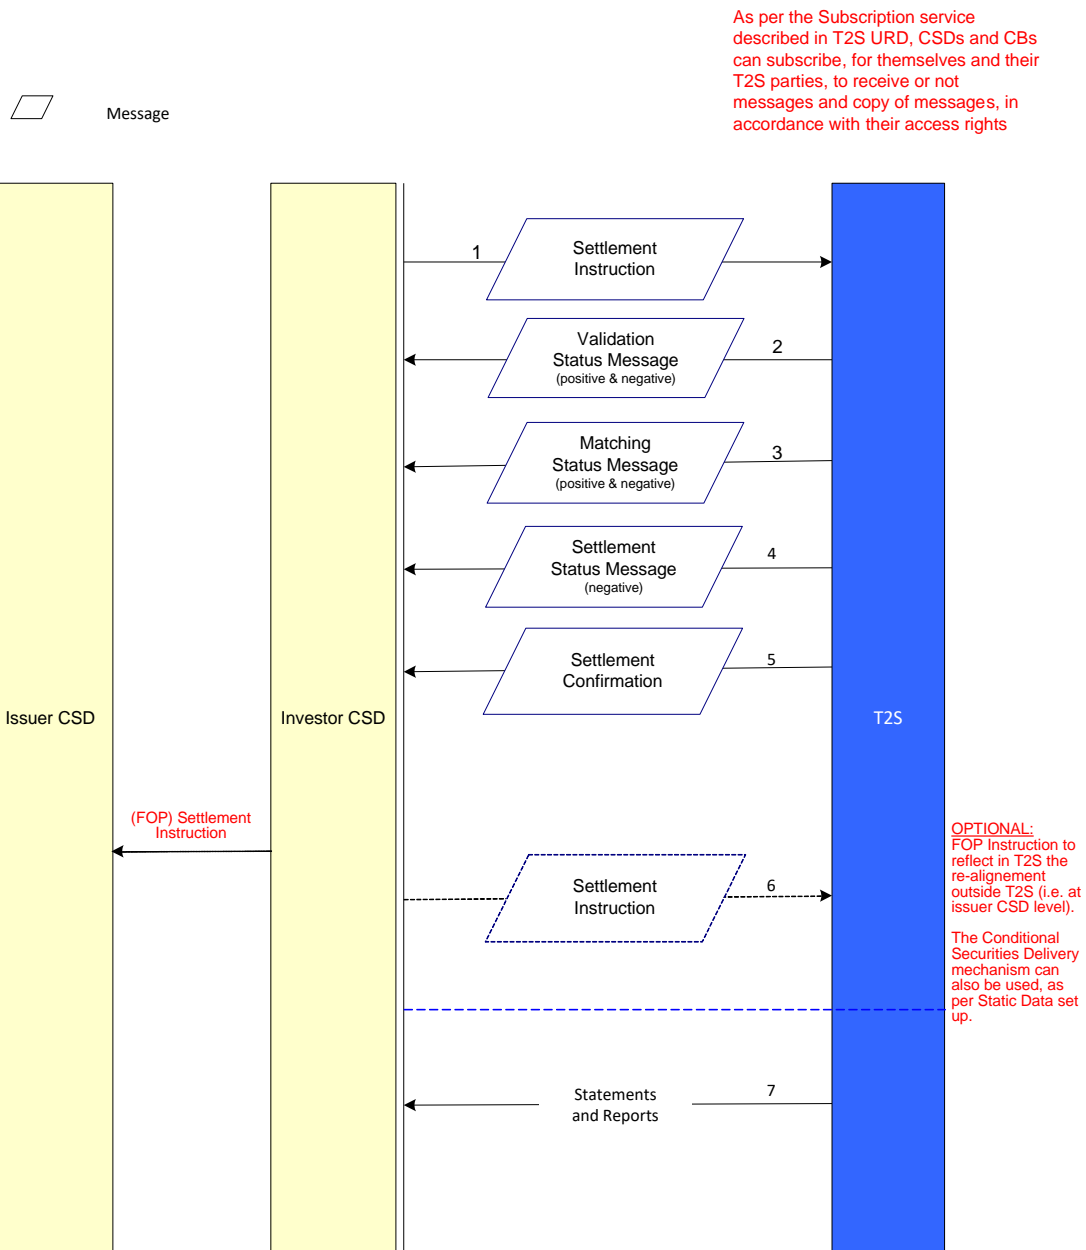 As per the Subscription service
described in T2S URD, CSDs and CBs
can subscribe, for themselves and their
T2S parties, to receive or not
messages and copy of messages, in
accordance with their access rights
Message
1
Settlement
Instruction
Validation
Status Message
(positive & negative)
2
Matching
Status Message
(positive & negative)
3
Settlement
Status Message
(negative)
4
Settlement
Confirmation
5
Issuer CSD
Investor CSD
T2S
(FOP) Settlement
Instruction
Settlement
Instruction
6
OPTIONAL:
FOP Instruction to
reflect in T2S the
re-alignement
outside T2S (i.e. at
issuer CSD level).
The Conditional
Securities Delivery
mechanism can
also be used, as
per Static Data set
up.
Statements
and Reports
7